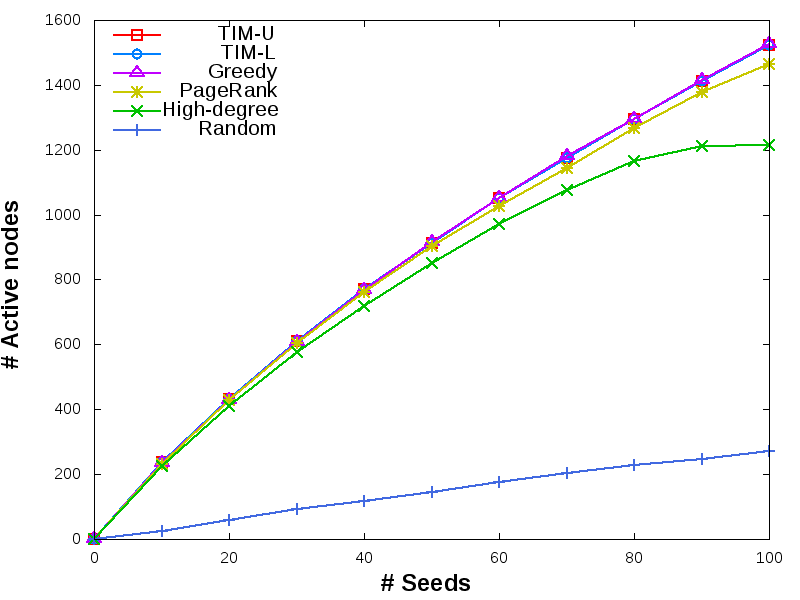 1600
1400
1200
1000
800
600
400
200
0
# Active nodes
TIM-U
TIM-L
Greedy
PageRank
High-degree
Random
0 20 40 60 80 100
# Seeds